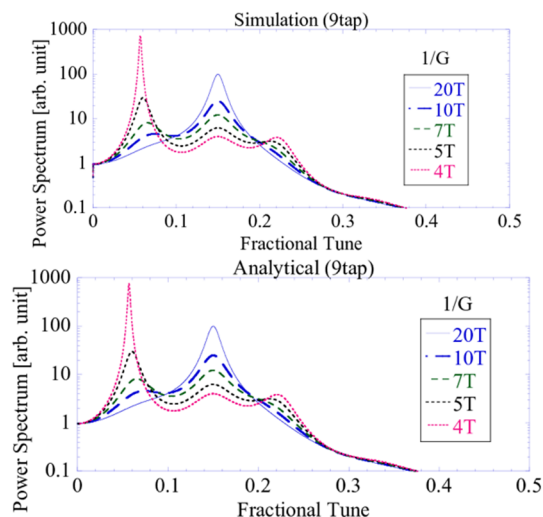 Simulation (9tap)
Power Spectrum [arb. unit]
1000
100
10
1
0.1
1/G
20T
10T
7T
5T
4T
0
0.1
0.2
0.3
0.4
0.5
Fractional Tune
Analytical (9tap)
Power Spectrum [arb. unit]
1000
100
10
1
0.1
1/G
20T
10T
7T
5T
4T
0
0.1
0.2
0.3
0.4
0.5
Fractional Tune